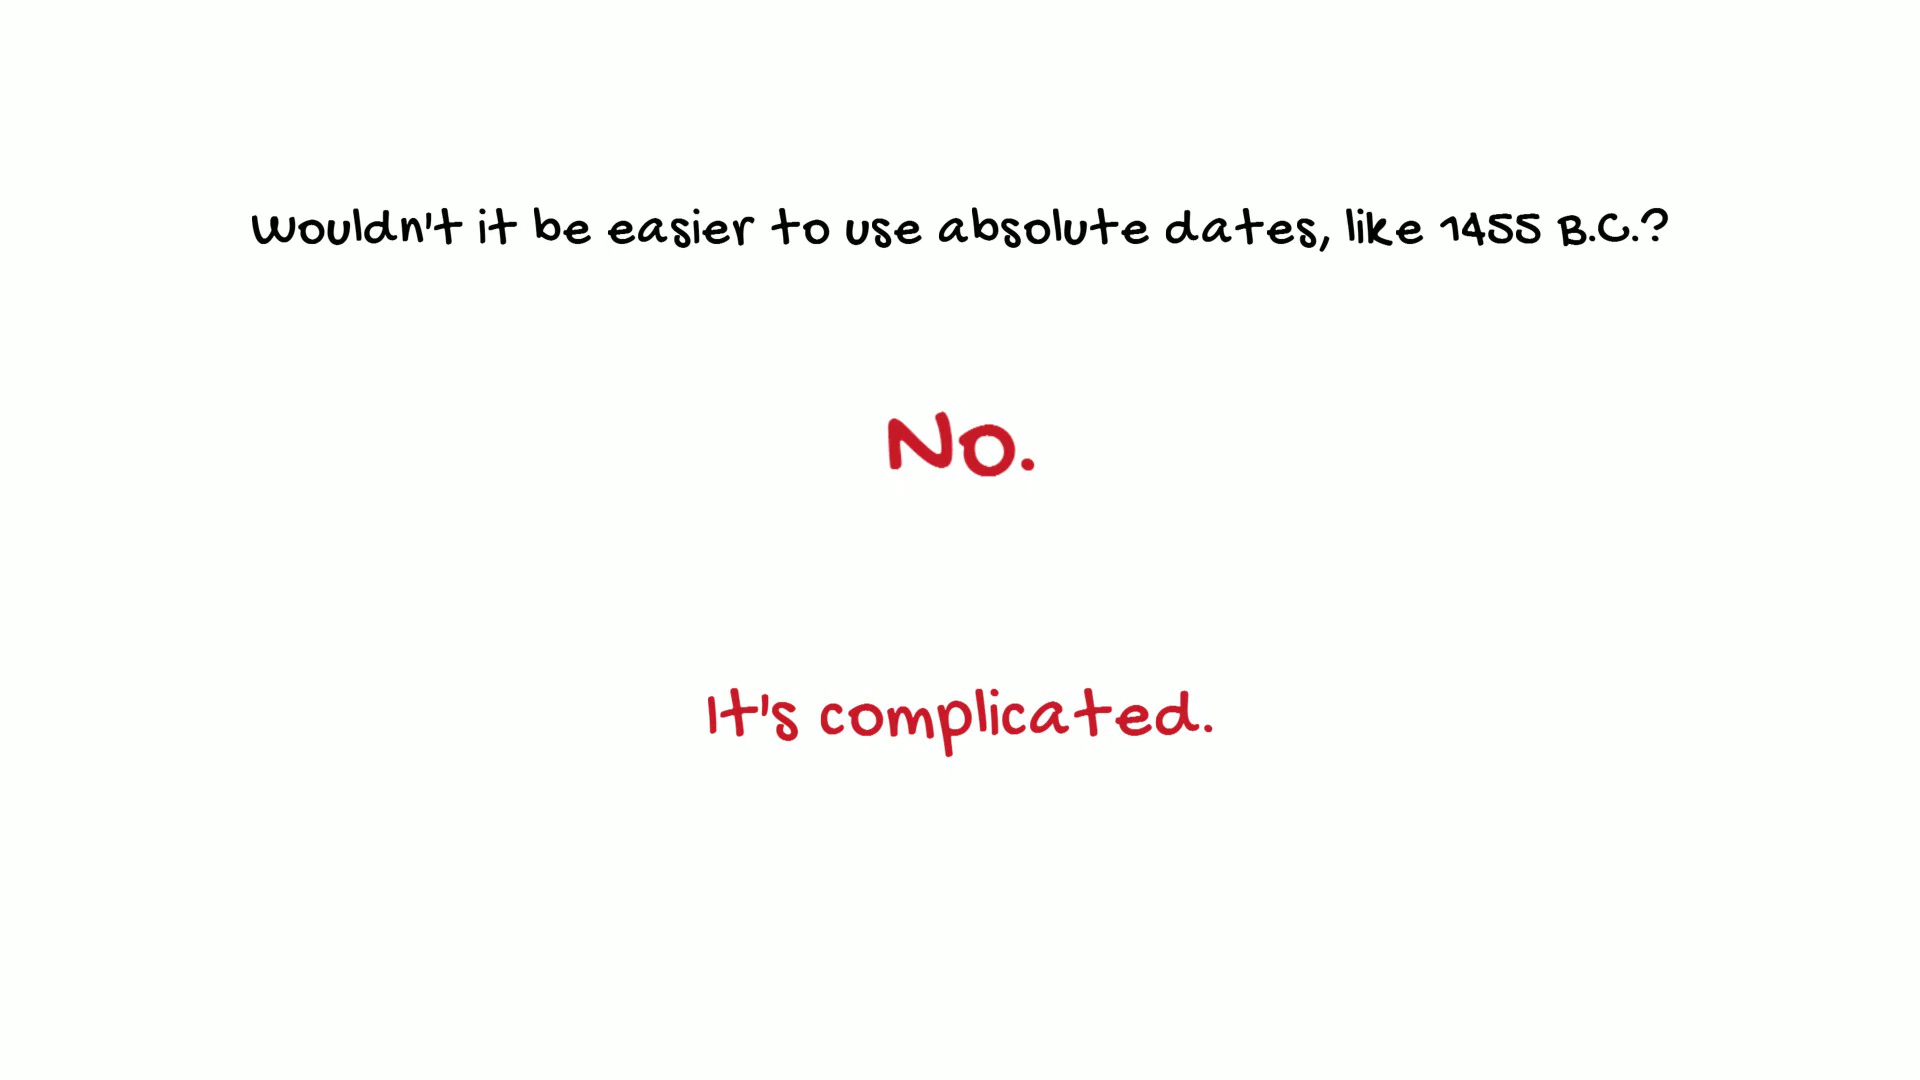 Wouldn't it be easier to use absolute dates, like 1455 B.C.?
No.
It's complicated.